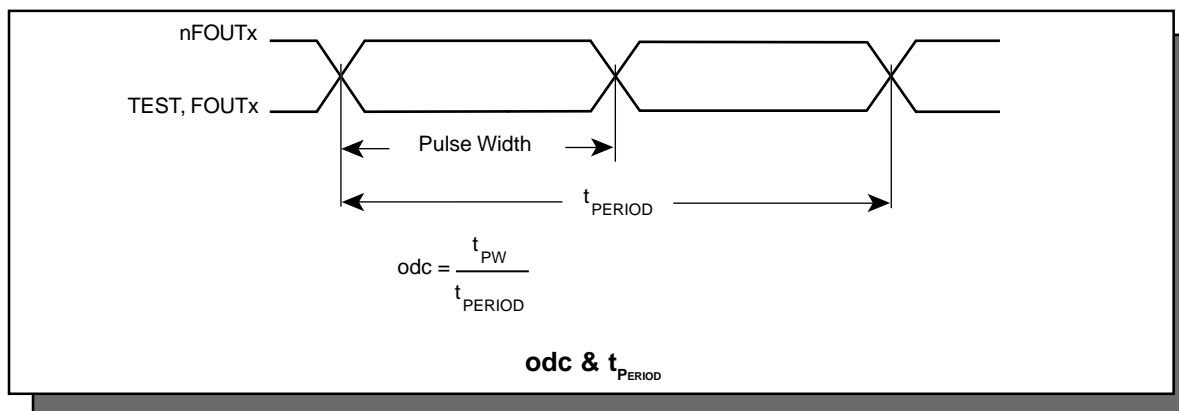 nFOUTx
TEST, FOUTx
Pulse Width
tPERIOD
odc = tPW
tPERIOD
odc & tPERIOD